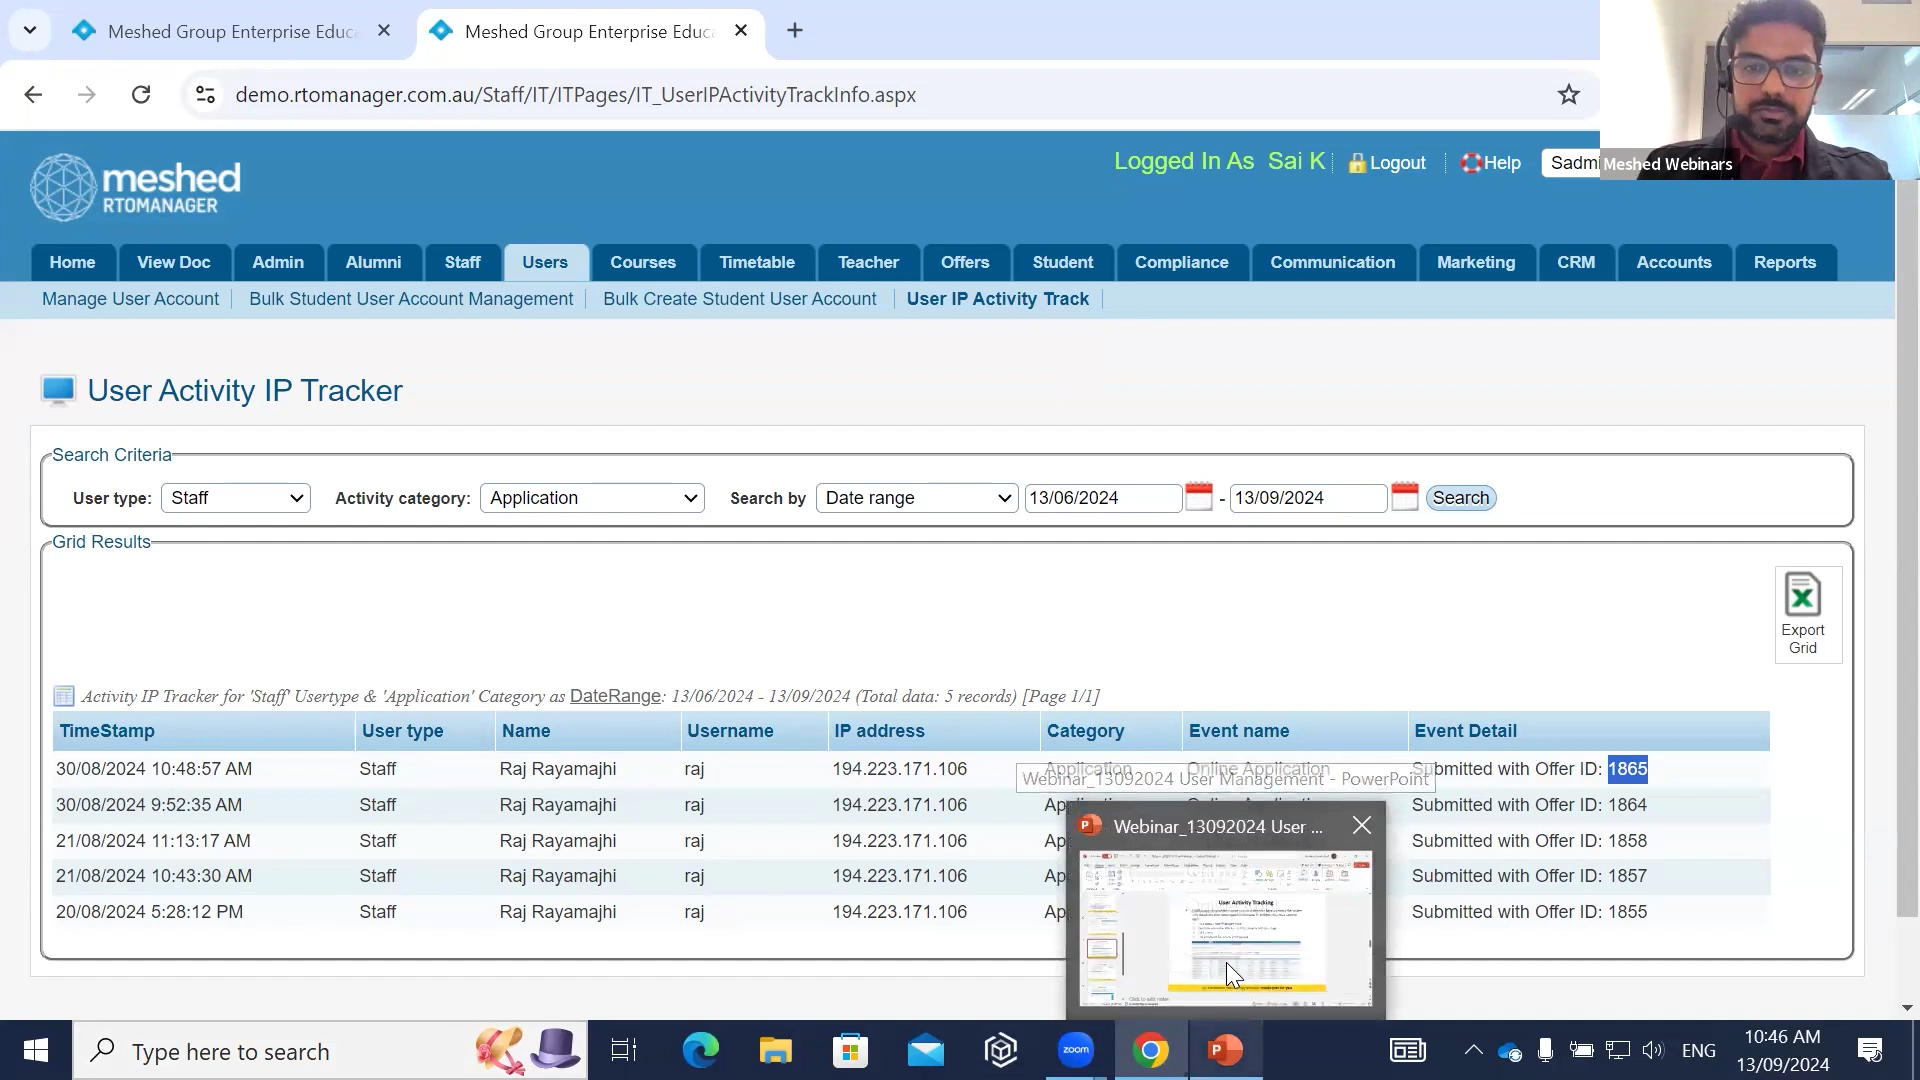 Meshed Group Enterprise Educa
Meshed Group Enterprise Educa
demo.rtomanager.com.au/Staff/IT/ITPages/IT_UserIPActivityTrackInfo.aspx
meshed
RTOMANAGER
Logged In As Sai K
Logout
Help
Sadmi
Meshed Webinars
Home View Doc Admin Alumni Staff Users Courses Timetable Teacher Offers Student Compliance Communication Marketing CRM Accounts Reports
Manage User Account Bulk Student User Account Management Bulk Create Student User Account User IP Activity Track
User Activity IP Tracker
Search Criteria
User type: Staff Activity category: Application Search by Date range 13/06/2024 - 13/09/2024 Search
Grid Results
Export
Grid
Activity IP Tracker for 'Staff' Usertype & 'Application' Category as DateRange: 13/06/2024 - 13/09/2024 (Total data: 5 records) [Page 1/1]
TimeStamp User type Name Username IP address Category Event name Event Detail
30/08/2024 10:48:57 AM Staff Raj Rayamajhi raj 194.223.171.106 Application Online Application Submitted with Offer ID: 1865
Webinar_13092024 User Management - PowerPoint
30/08/2024 9:52:35 AM Staff Raj Rayamajhi raj 194.223.171.106 Submitted with Offer ID: 1864
Webinar_13092024 User ...
21/08/2024 11:13:17 AM Staff Raj Rayamajhi raj 194.223.171.106 Submitted with Offer ID: 1858
21/08/2024 10:43:30 AM Staff Raj Rayamajhi raj 194.223.171.106 Submitted with Offer ID: 1857
20/08/2024 5:28:12 PM Staff Raj Rayamajhi raj 194.223.171.106 Submitted with Offer ID: 1855
User Activity Tracking
Type here to search
zoom
ENG
10:46 AM
13/09/2024